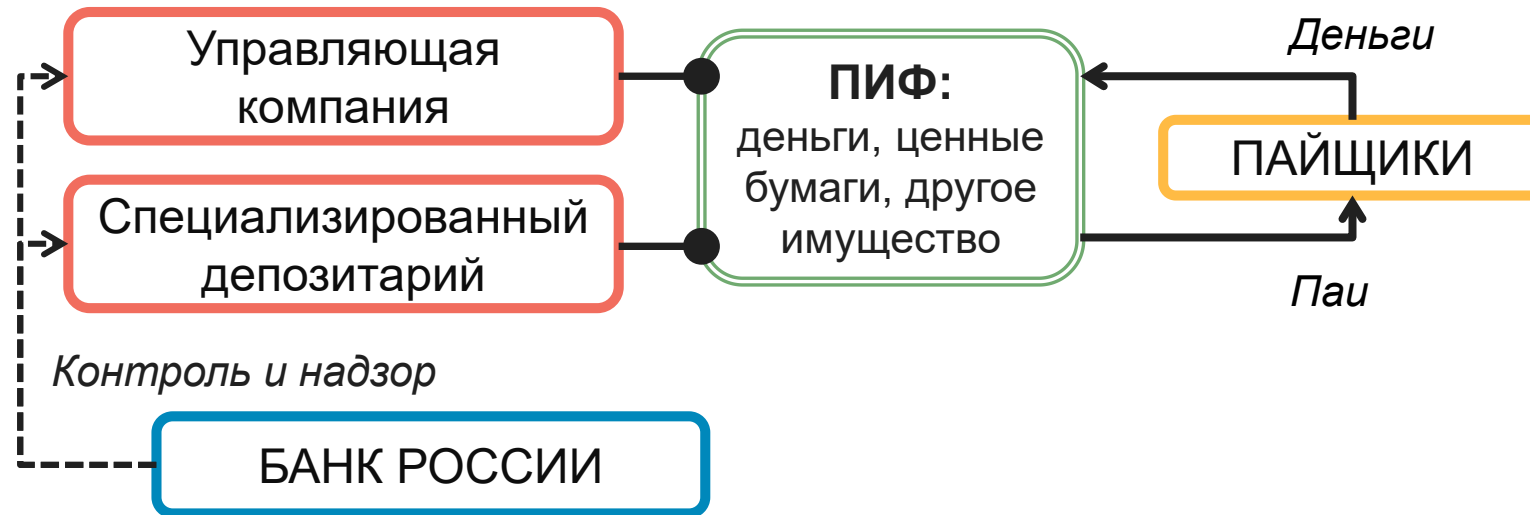 Управляющая
компания
Специализированный
депозитарий
Контроль и надзор
БАНК РОССИИ
ПИФ:
деньги, ценные
бумаги, другое
имущество
Деньги
ПАЙЩИКИ
Паи